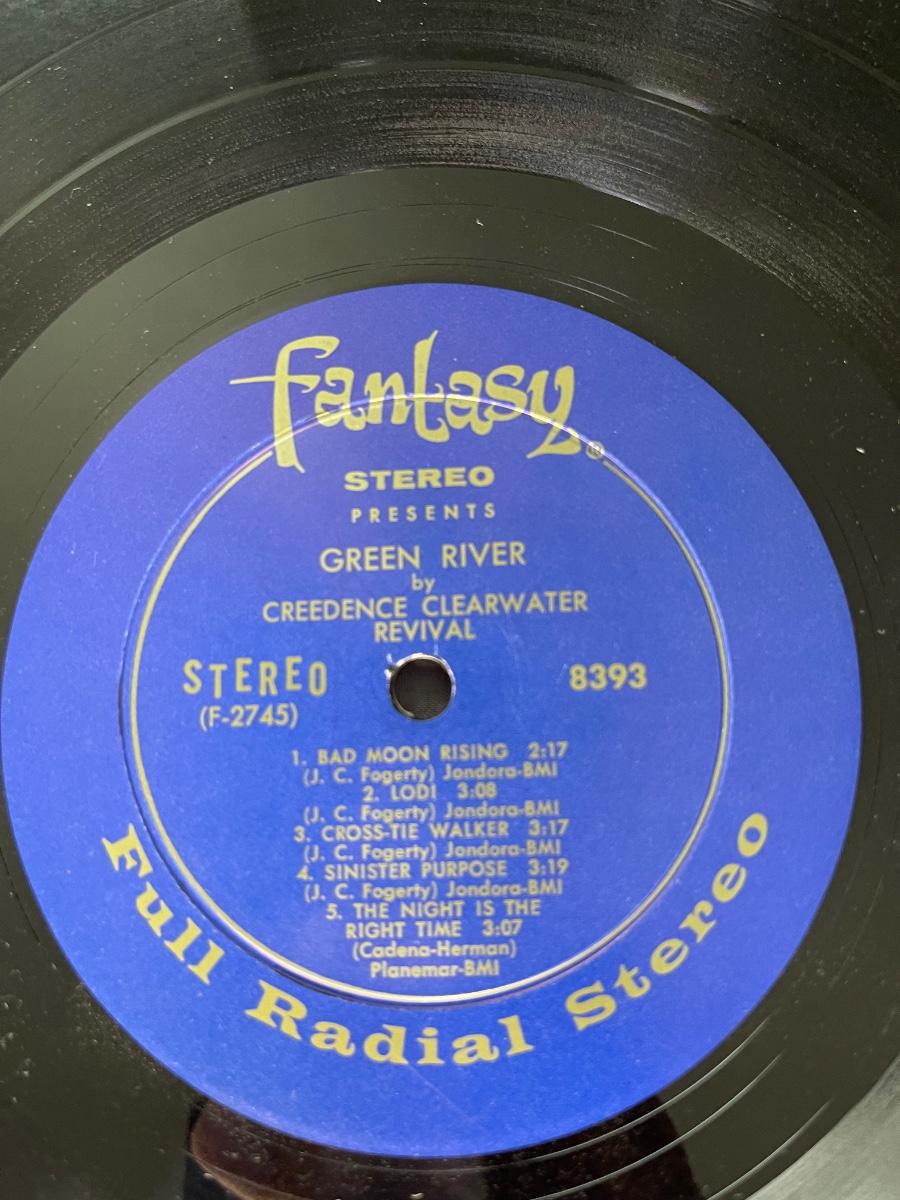 Fantasy®
STEREO
PRESENTS
GREEN RIVER
by
CREEDENCE CLEARWATER
REVIVAL
STEREO
(F-2745)
8393
1. BAD MOON RISING 2:17
(J. C. Fogerty) Jondora-BMI
2. LODI 3:08
(J. C. Fogerty) Jondora-BMI
3. CROSS-TIE WALKER 3:17
(J. C. Fogerty) Jondora-BMI
4. SINISTER PURPOSE 3:19
(J. C. Fogerty) Jondora-BMI
5. THE NIGHT IS THE
RIGHT TIME 3:07
(Cadena-Herman)
Planemar-BMI
Full Radial Stereo